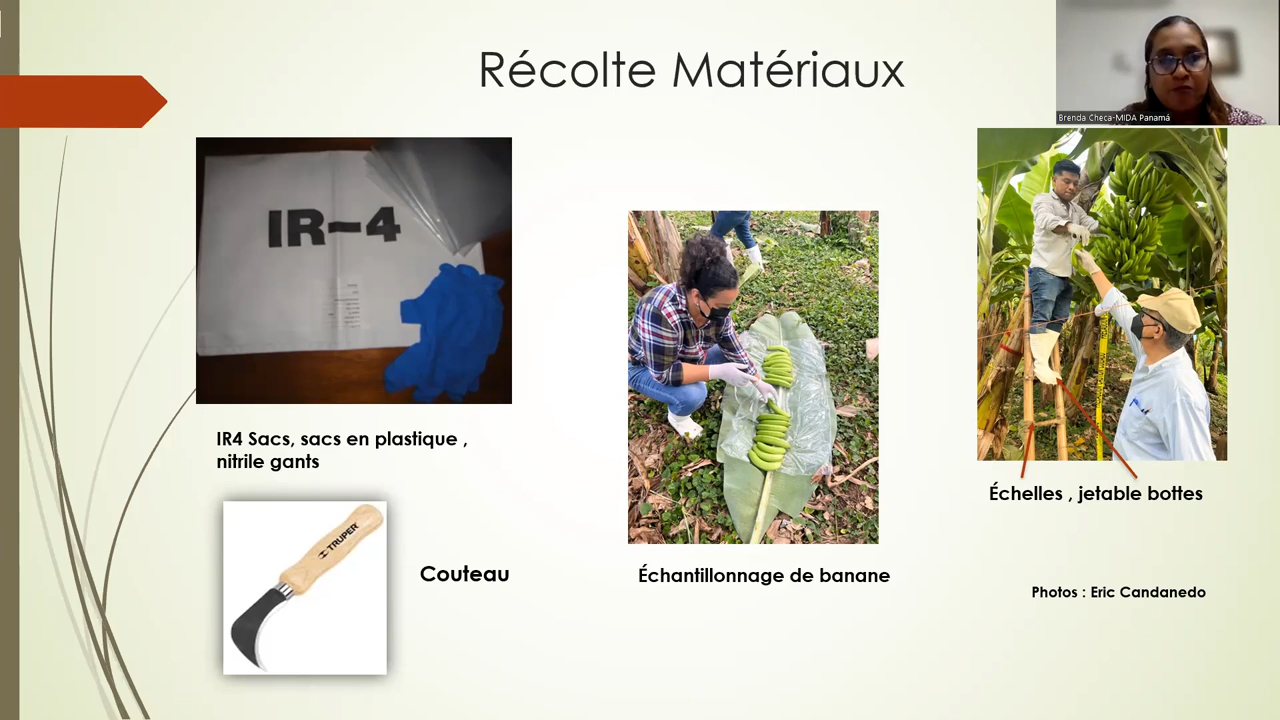 Récolte Matériaux
Brenda Checa-MIDA Panamá
IR-4
IR4 Sacs, sacs en plastique ,
nitrile gants
TRUPER
Couteau
Échantillonnage de banane
Échelles , jetable bottes
Photos : Eric Candanedo